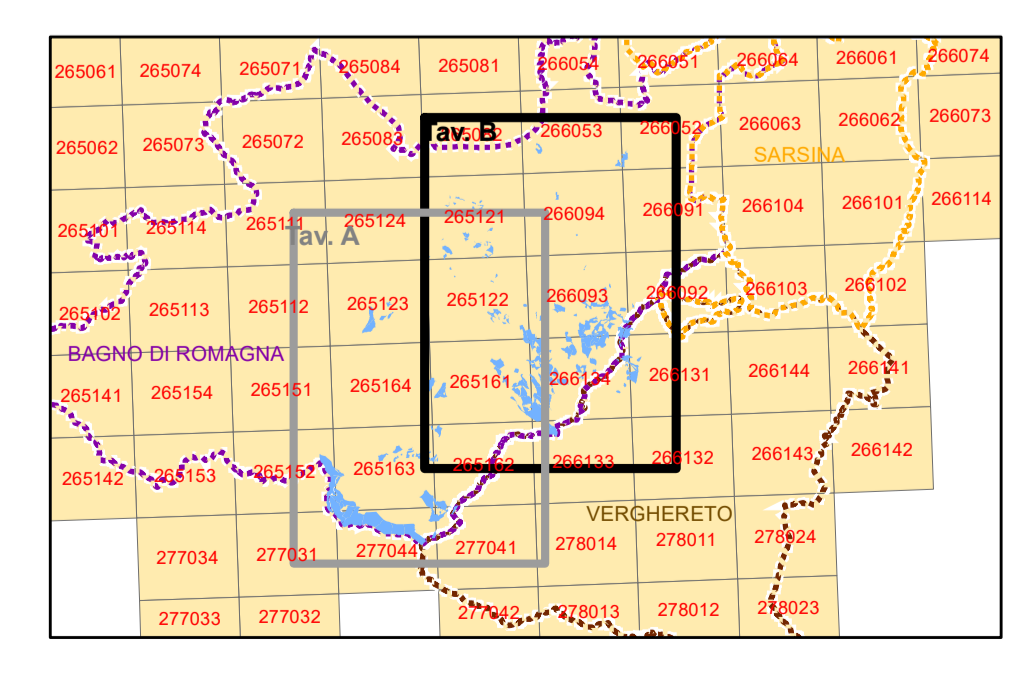 265061 265074 265071 265084 265081 266054 266051 266064 266061 266074
265062 265073 265072 265083 265082 266053 266052 266063 266062 266073
Tav. B
SARSINA
265101 265114 265111 265124 265121 266094 266091 266104 266101 266114
Tav. A
265102 265113 265112 265123 265122 266093 266092 266103 266102
BAGNO DI ROMAGNA
265141 265154 265151 265164 265161 266134 266131 266144 266141
265142 265153 265152 265163 265162 266133 266132 266143 266142
VERGHERETO
277034 277031 277044 277041 278014 278011 278024
277033 277032 277042 278013 278012 278023